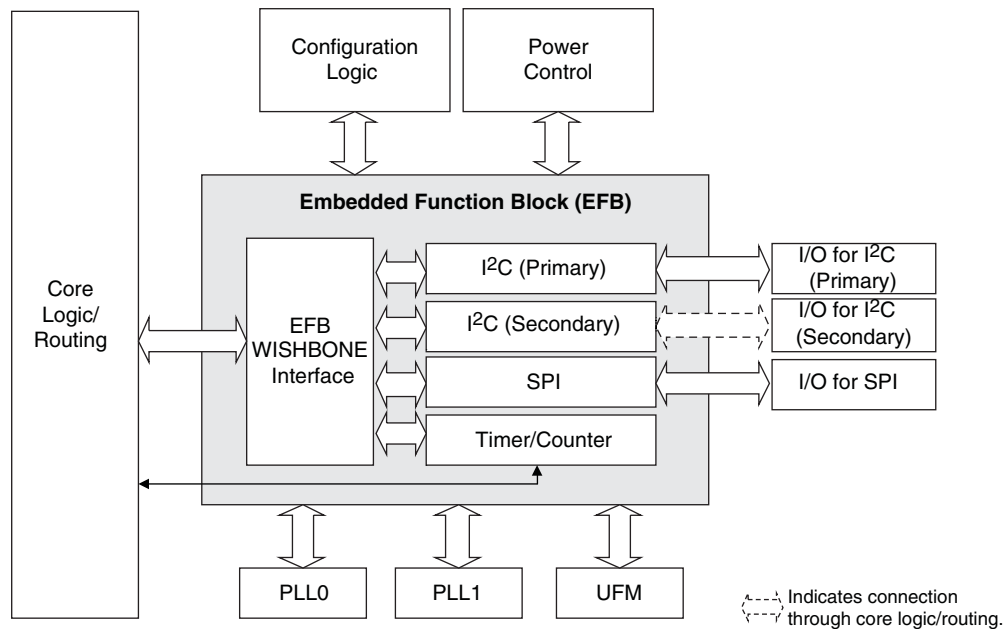 Configuration
Logic
Power
Control
Embedded Function Block (EFB)
Core
Logic/
Routing
EFB
WISHBONE
Interface
I²C (Primary)
I²C (Secondary)
SPI
Timer/Counter
I/O for I²C
(Primary)
I/O for I²C
(Secondary)
I/O for SPI
PLL0
PLL1
UFM
Indicates connection
through core logic/routing.